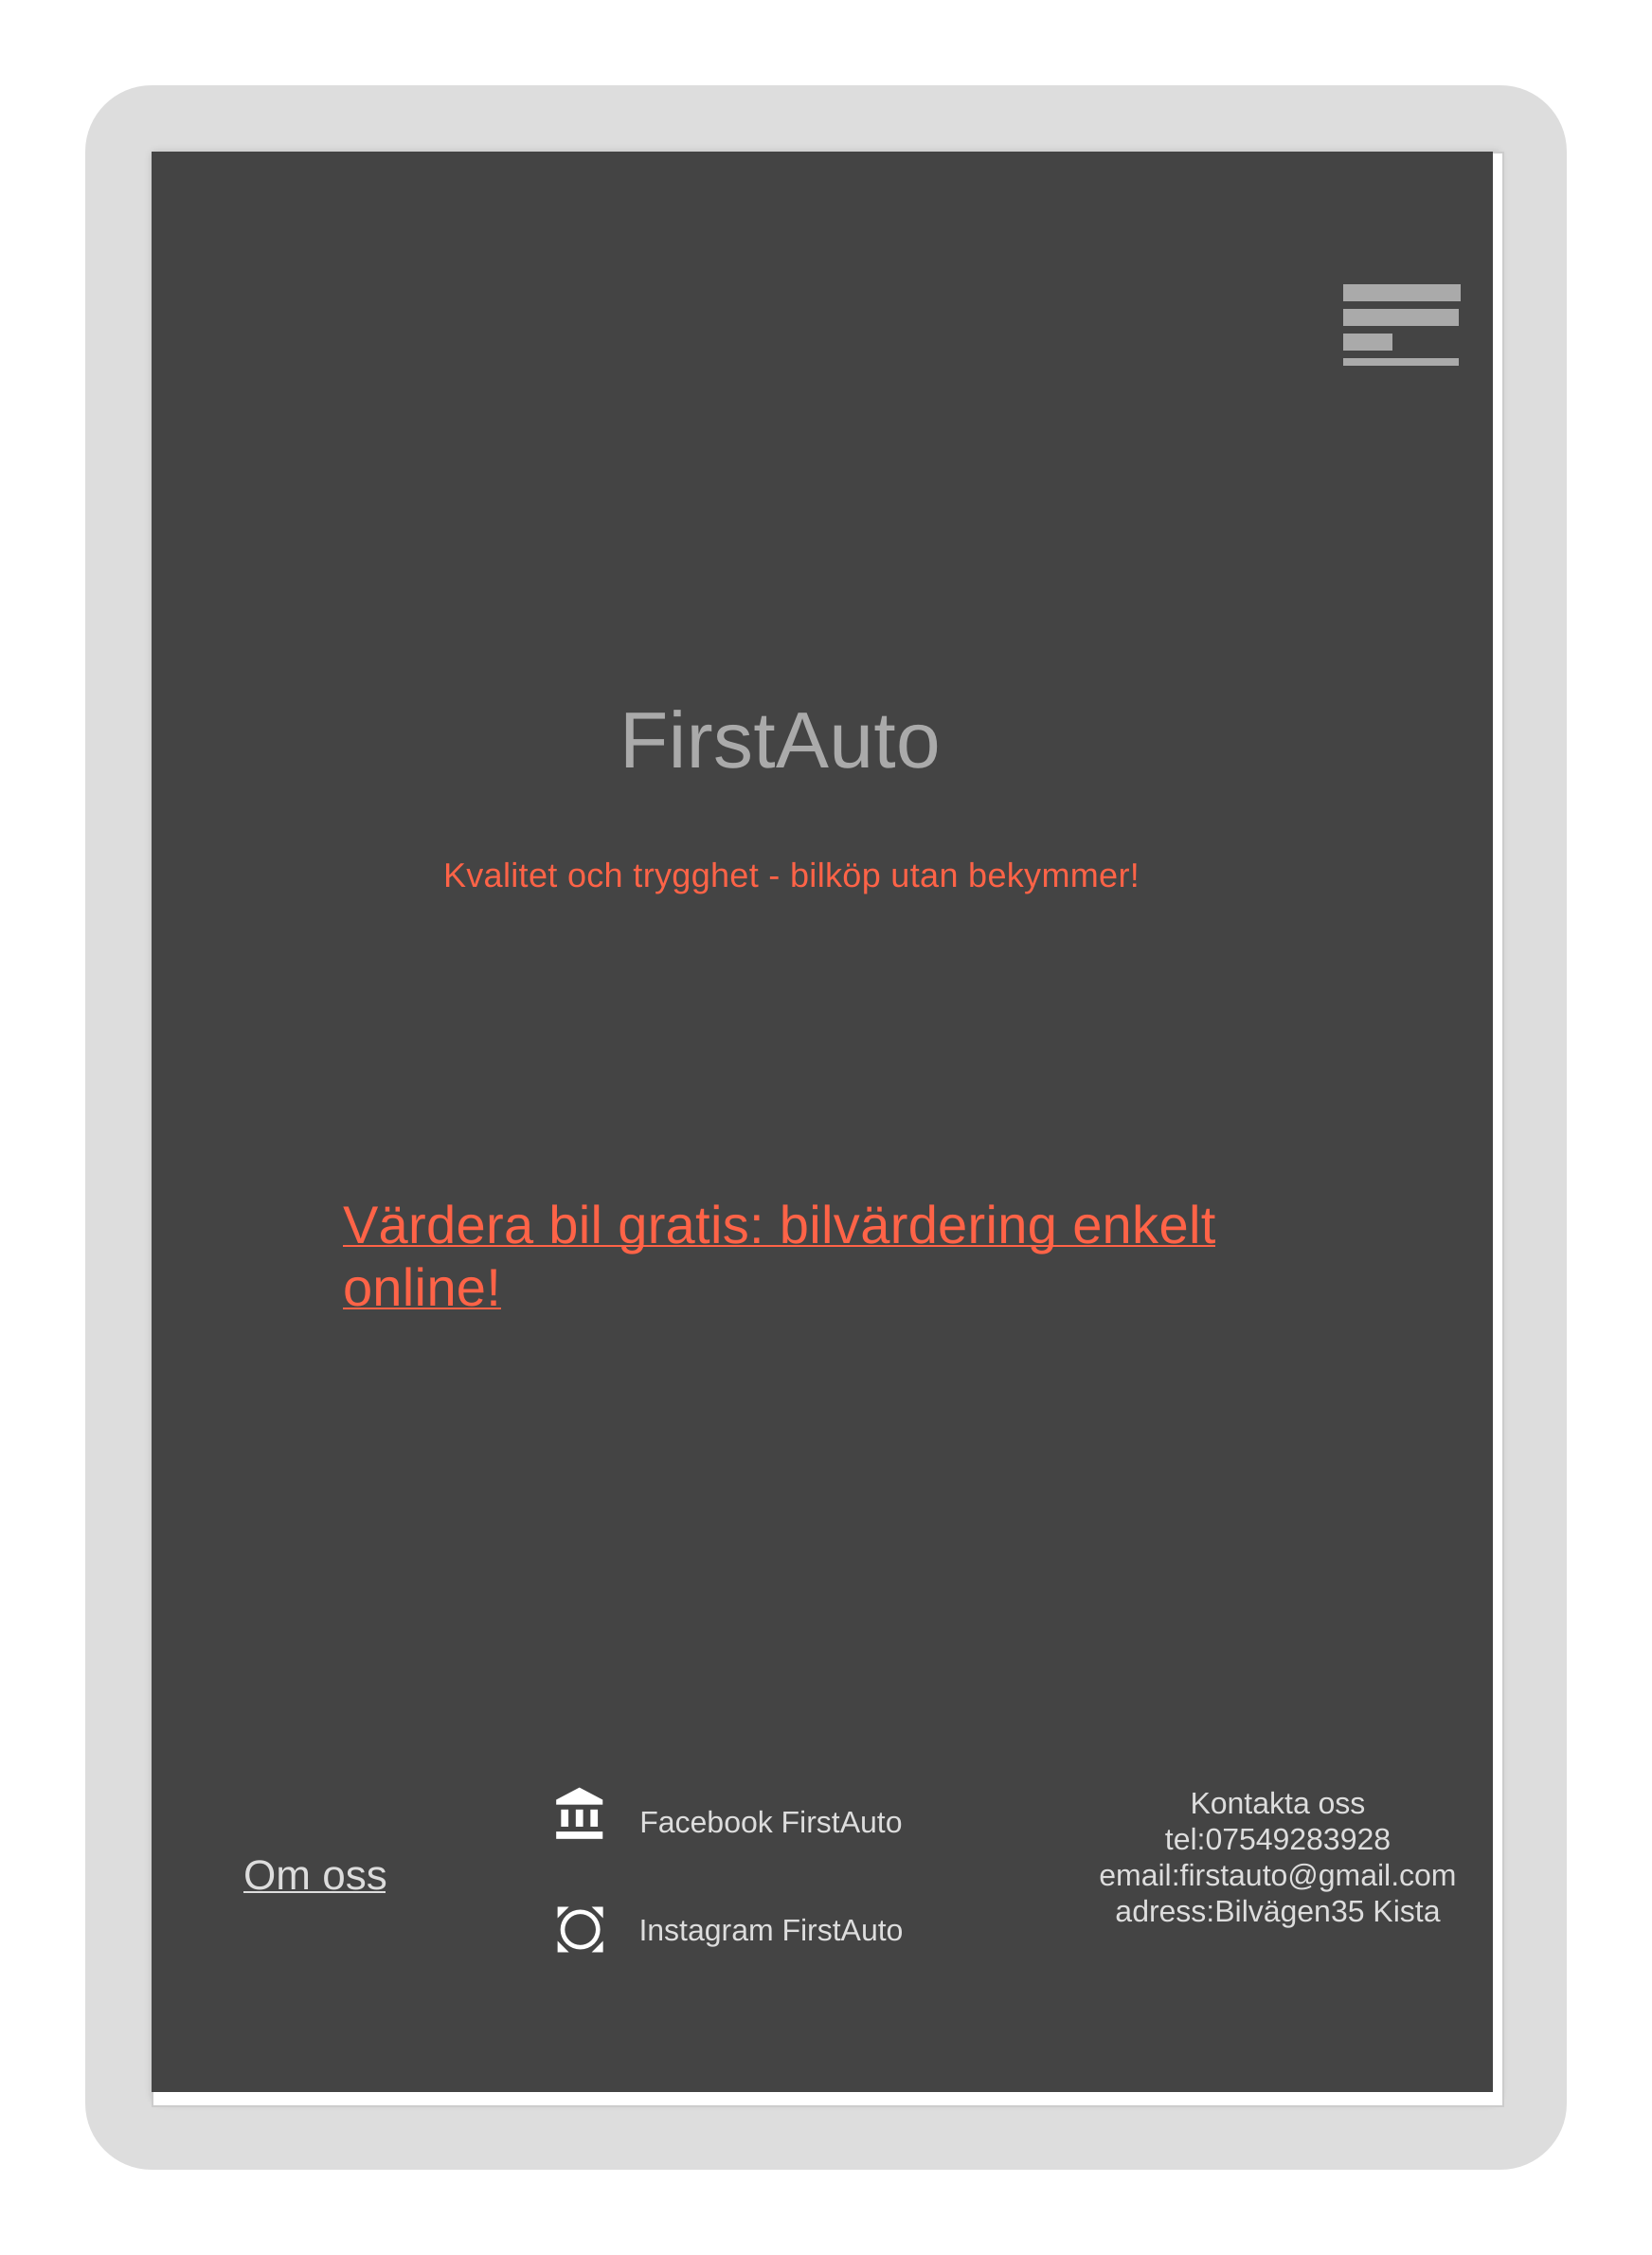 FirstAuto
Kvalitet och trygghet - bilköp utan bekymmer!
Värdera bil gratis: bilvärdering enkelt
online!
Om oss
Facebook FirstAuto
Instagram FirstAuto
Kontakta oss
tel:07549283928
email:firstauto@gmail.com
adress:Bilvägen35 Kista